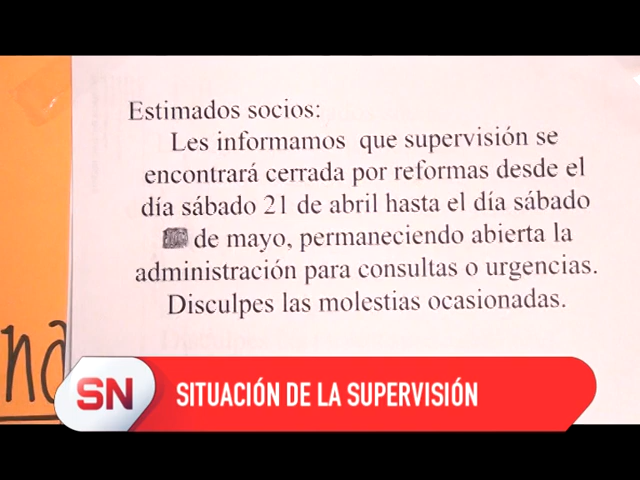 Estimados socios:
Les informamos que supervisión se
encontrará cerrada por reformas desde el
día sábado 21 de abril hasta el día sábado
de mayo, permaneciendo abierta la
administración para consultas o urgencias.
Disculpes las molestias ocasionadas.
SN
SITUACIÓN DE LA SUPERVISIÓN